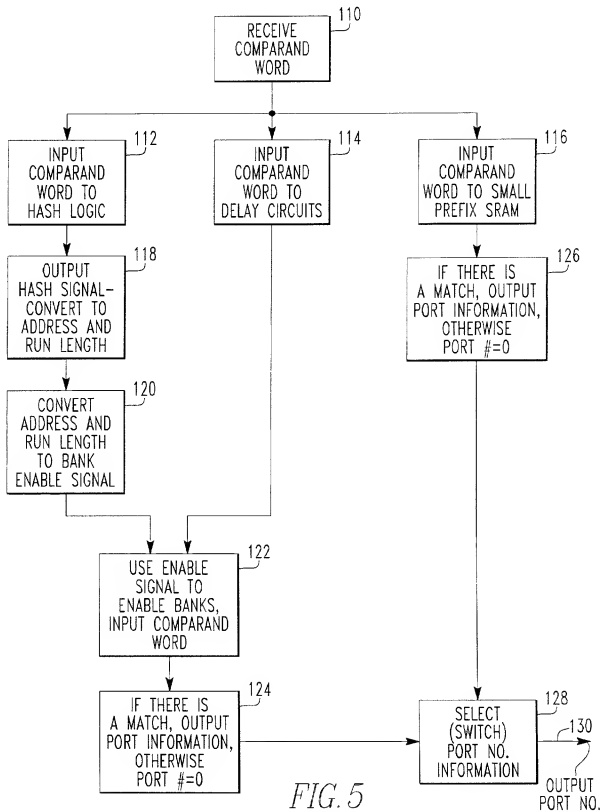 110
RECEIVE
COMPARAND
WORD
112
INPUT
COMPARAND
WORD TO
HASH LOGIC
114
INPUT
COMPARAND
WORD TO
DELAY CIRCUITS
116
INPUT
COMPARAND
WORD TO SMALL
PREFIX SRAM
118
OUTPUT
HASH SIGNAL–
CONVERT TO
ADDRESS AND
RUN LENGTH
126
IF THERE IS
A MATCH, OUTPUT
PORT INFORMATION,
OTHERWISE
PORT #=0
120
CONVERT
ADDRESS AND
RUN LENGTH
TO BANK
ENABLE SIGNAL
122
USE ENABLE
SIGNAL TO
ENABLE BANKS,
INPUT COMPARAND
WORD
124
IF THERE IS
A MATCH, OUTPUT
PORT INFORMATION,
OTHERWISE
PORT #=0
128
SELECT
(SWITCH)
PORT NO.
INFORMATION
130
OUTPUT
PORT NO.
FIG. 5